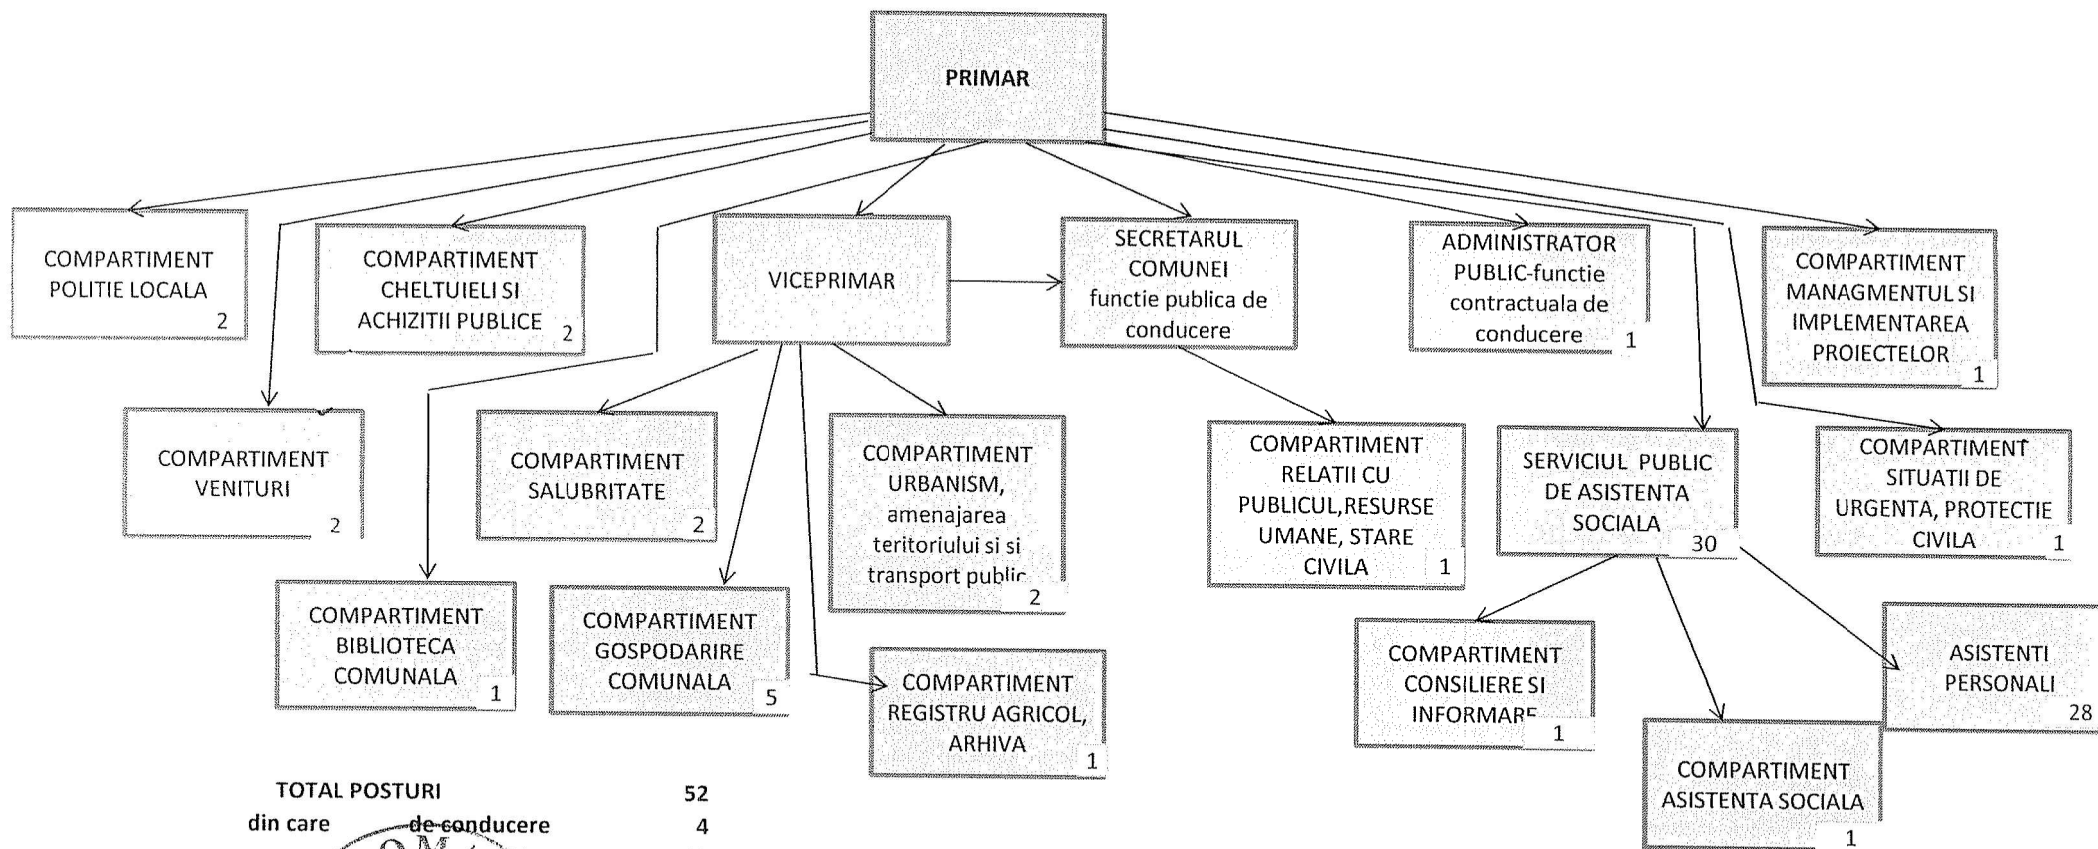 PRIMAR
COMPARTIMENT
POLITIE LOCALA
2
COMPARTIMENT
CHELTUIELI SI
ACHIZITII PUBLICE
2
VICEPRIMAR
SECRETARUL
COMUNEI
functie publica de
conducere
ADMINISTRATOR
PUBLIC-functie
contractuala de
conducere
1
COMPARTIMENT
MANAGMENTUL SI
IMPLEMENTAREA
PROIECTELOR
1
COMPARTIMENT
VENITURI
2
COMPARTIMENT
SALUBRITATE
2
COMPARTIMENT
URBANISM,
amenajarea
teritoriului si si
transport public
2
COMPARTIMENT
RELATII CU
PUBLICUL,RESURSE
UMANE, STARE
CIVILA
1
SERVICIUL PUBLIC
DE ASISTENTA
SOCIALA
30
COMPARTIMENT
SITUATII DE
URGENTA, PROTECTIE
CIVILA
1
COMPARTIMENT
BIBLIOTECA
COMUNALA
1
COMPARTIMENT
GOSPODARIRE
COMUNALA
5
COMPARTIMENT
REGISTRU AGRICOL,
ARHIVA
1
COMPARTIMENT
CONSILIERE SI
INFORMARE
1
ASISTENTI
PERSONALI
28
COMPARTIMENT
ASISTENTA SOCIALA
1
TOTAL POSTURI 52
din care de conducere 4